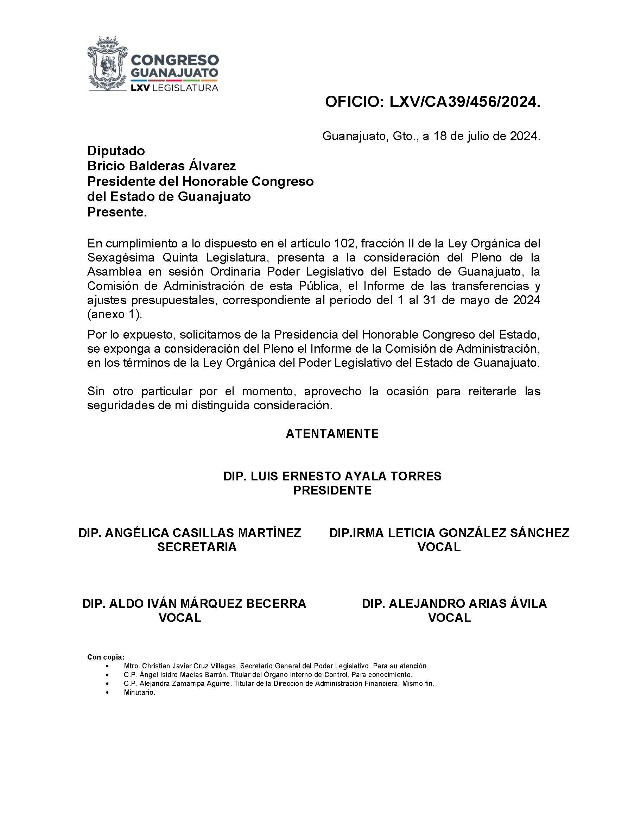 CONGRESO
GUANAJUATO
LXV LEGISLATURA
OFICIO: LXV/CA39/456/2024.
Guanajuato, Gto., a 18 de julio de 2024.
Diputado
Bricio Balderas Álvarez
Presidente del Honorable Congreso
del Estado de Guanajuato
Presente.
En cumplimiento a lo dispuesto en el artículo 102, fracción II de la Ley Orgánica del
Sexagésima Quinta Legislatura, presenta a la consideración del Pleno de la
Asamblea en sesión Ordinaria Poder Legislativo del Estado de Guanajuato, la
Comisión de Administración de esta Pública, el Informe de las transferencias y
ajustes presupuestales, correspondiente al periodo del 1 al 31 de mayo de 2024
(anexo 1).
Por lo expuesto, solicitamos de la Presidencia del Honorable Congreso del Estado,
se exponga a consideración del Pleno el Informe de la Comisión de Administración,
en los términos de la Ley Orgánica del Poder Legislativo del Estado de Guanajuato.
Sin otro particular por el momento, aprovecho la ocasión para reiterarle las
seguridades de mi distinguida consideración.
ATENTAMENTE
DIP. LUIS ERNESTO AYALA TORRES
PRESIDENTE
DIP. ANGÉLICA CASILLAS MARTÍNEZ DIP.IRMA LETICIA GONZÁLEZ SÁNCHEZ
SECRETARIA VOCAL
DIP. ALDO IVÁN MÁRQUEZ BECERRA DIP. ALEJANDRO ARIAS ÁVILA
VOCAL VOCAL
Con copia:
• Mtro. Christian Javier Cruz Villegas. Secretario General del Poder Legislativo. Para su atención.
• C.P. Ángel Isidro Macías Barrón. Titular del Órgano Interno de Control. Para conocimiento.
• C.P. Alejandra Zamarripa Aguirre. Titular de la Dirección de Administración Financiera. Mismo fin.
• Minutario.